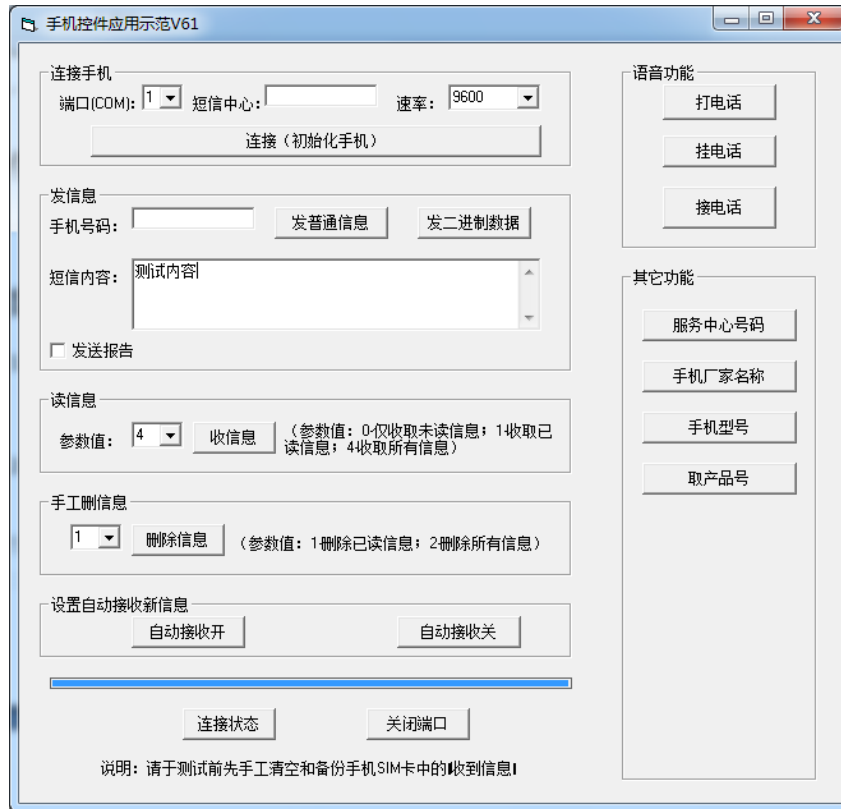 手机控件应用示范V61
连接手机
端口(COM): 1 短信中心: 速率: 9600
连接（初始化手机）
发信息
手机号码: 发普通信息 发二进制数据
短信内容: 测试内容
发送报告
读信息
参数值: 4 收信息 （参数值：0-仅收取未读信息；1-收取已
读信息；4-收取所有信息）
手工删信息
1 删除信息 （参数值：1-删除已读信息；2-删除所有信息）
设置自动接收新信息
自动接收开 自动接收关
连接状态 关闭端口
说明：请于测试前先手工清空和备份手机SIM卡中的"收到信息"
语音功能
打电话
挂电话
接电话
其它功能
服务中心号码
手机厂家名称
手机型号
取产品号